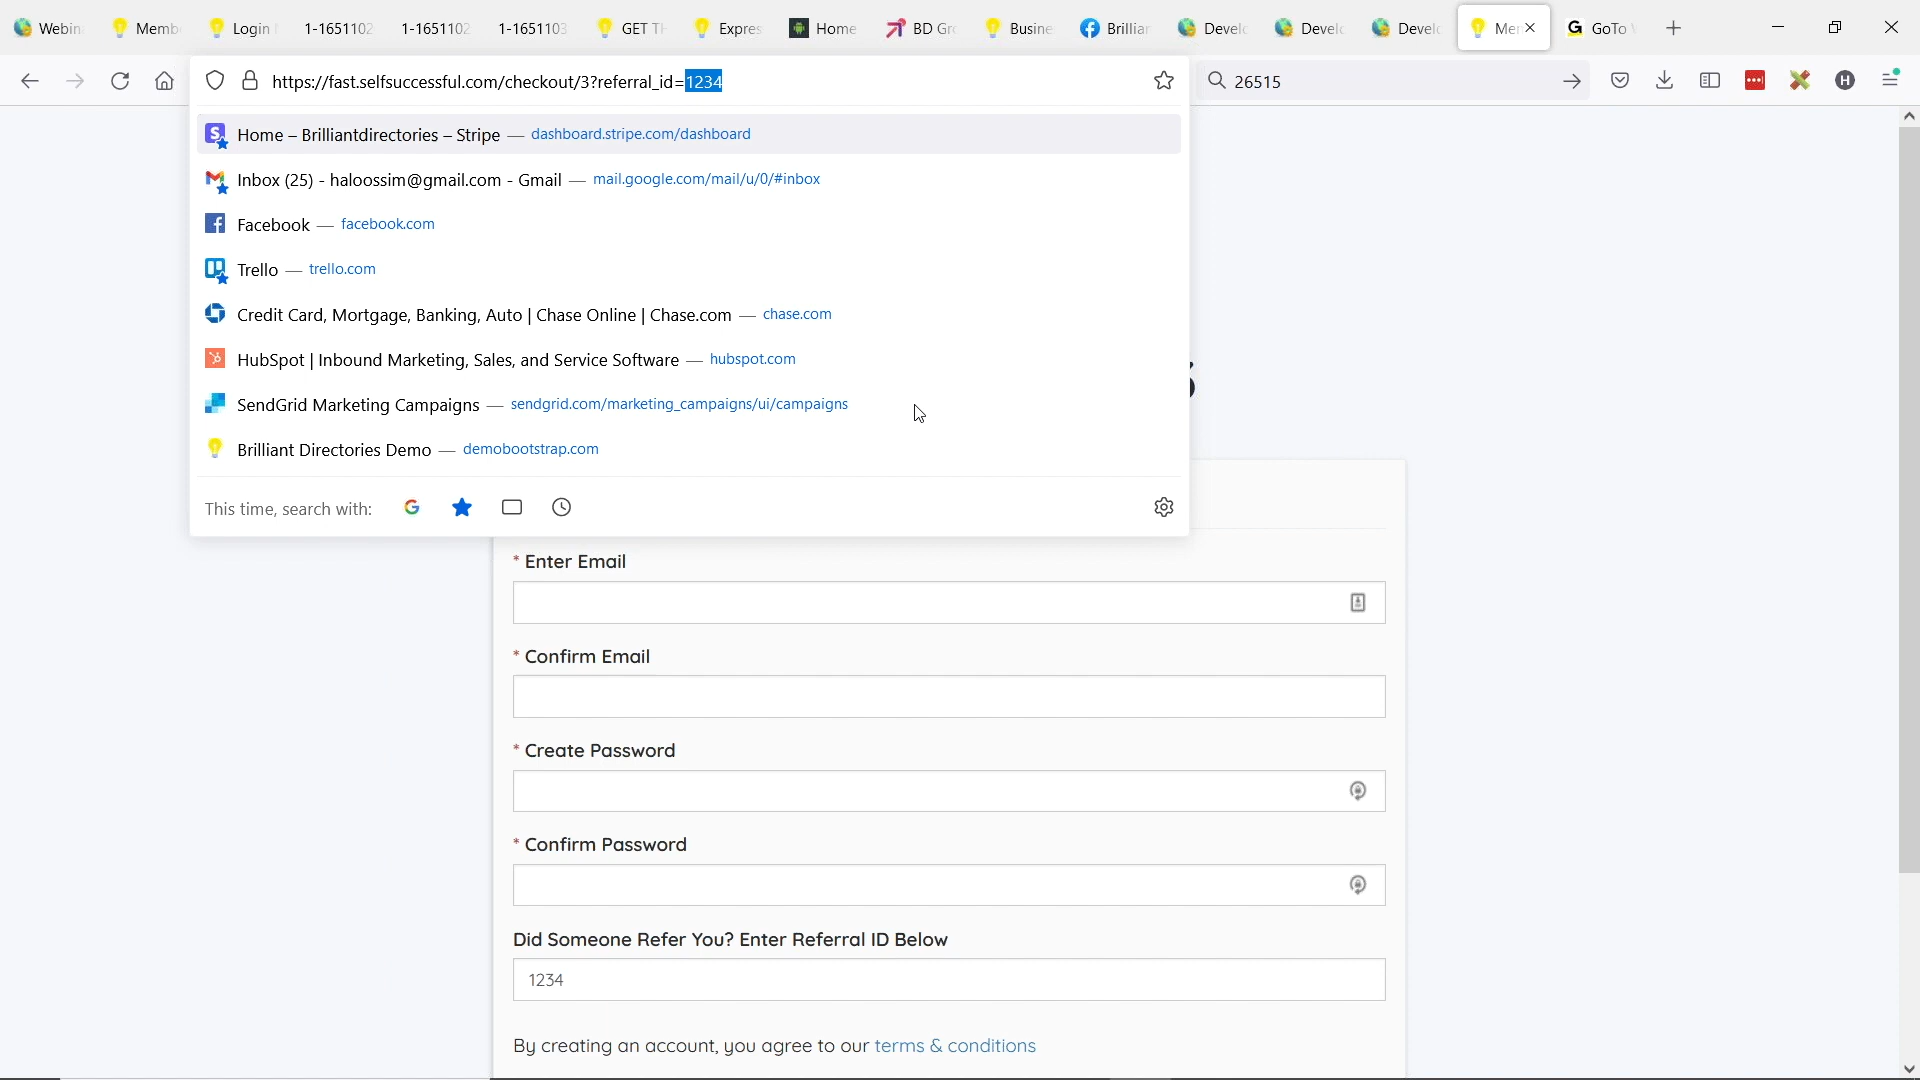 Webin
Memb
Login
1-1651102
1-1651102
1-1651103
GET TH
Expres
Home
BD Gr
Busine
Brilliar
Develo
Develo
Develo
Mer
GoTo
https://fast.selfsuccessful.com/checkout/3?referral_id=1234
26515
Home – Brilliantdirectories – Stripe — dashboard.stripe.com/dashboard
Inbox (25) - haloossim@gmail.com - Gmail — mail.google.com/mail/u/0/#inbox
Facebook — facebook.com
Trello — trello.com
Credit Card, Mortgage, Banking, Auto | Chase Online | Chase.com — chase.com
HubSpot | Inbound Marketing, Sales, and Service Software — hubspot.com
SendGrid Marketing Campaigns — sendgrid.com/marketing_campaigns/ui/campaigns
Brilliant Directories Demo — demobootstrap.com
This time, search with:
* Enter Email
* Confirm Email
* Create Password
* Confirm Password
Did Someone Refer You? Enter Referral ID Below
1234
By creating an account, you agree to our terms & conditions